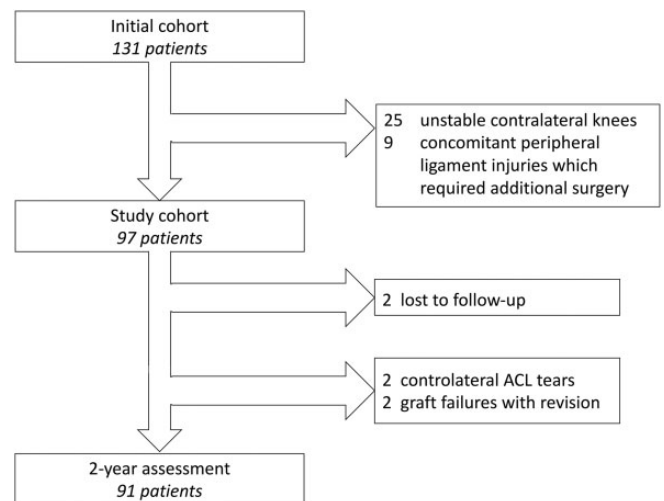 Initial cohort
131 patients
25 unstable contralateral knees
9 concomitant peripheral
ligament injuries which
required additional surgery
Study cohort
97 patients
2 lost to follow-up
2 controlateral ACL tears
2 graft failures with revision
2-year assessment
91 patients